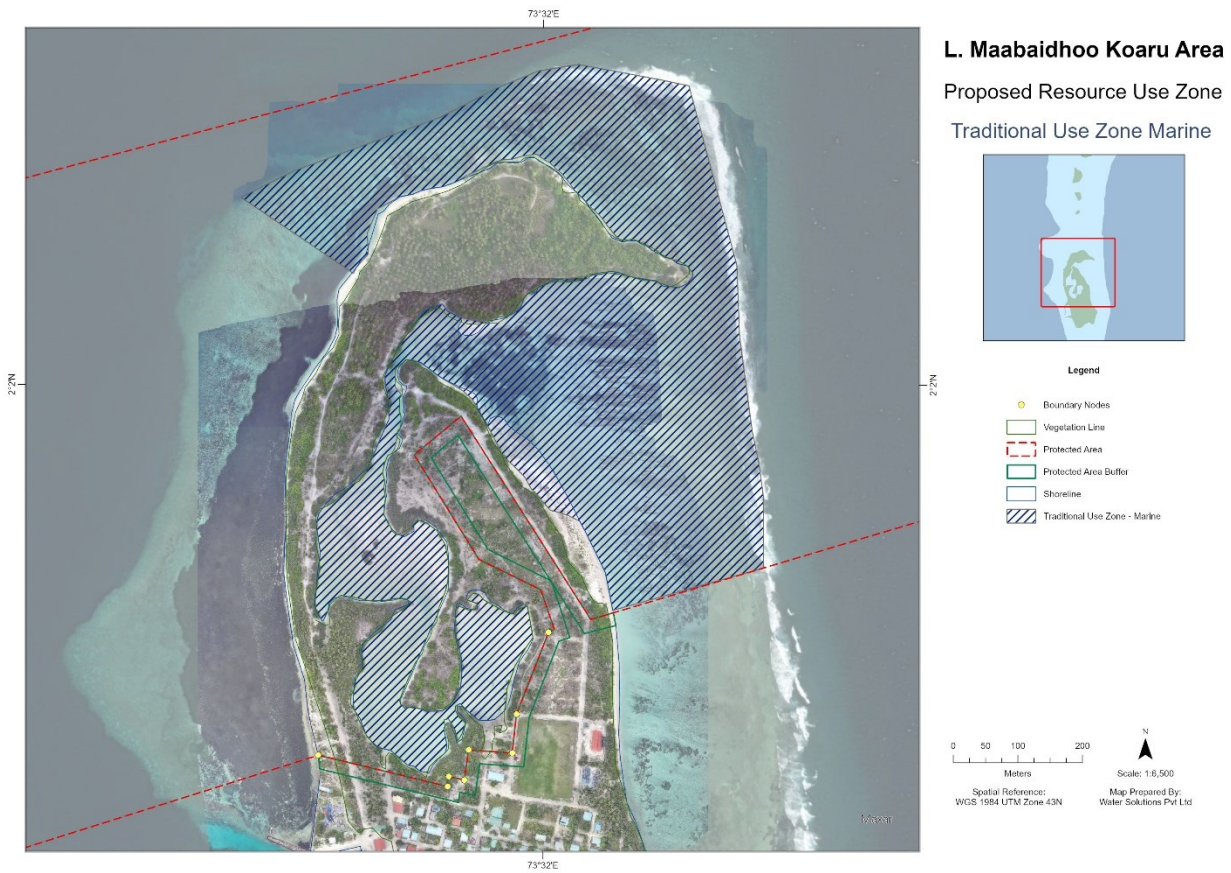 73°32'E
L. Maabaidhoo Koaru Area
Proposed Resource Use Zone
Traditional Use Zone Marine
2°2'N
2°2'N
Legend
Boundary Nodes
Vegetation Line
Protected Area
Protected Area Buffer
Shoreline
Traditional Use Zone - Marine
0 50 100 200
Meters
N
Scale: 1:6,500
Spatial Reference:
WGS 1984 UTM Zone 43N
Map Prepared By:
Water Solutions Pvt Ltd
Maxar
73°32'E